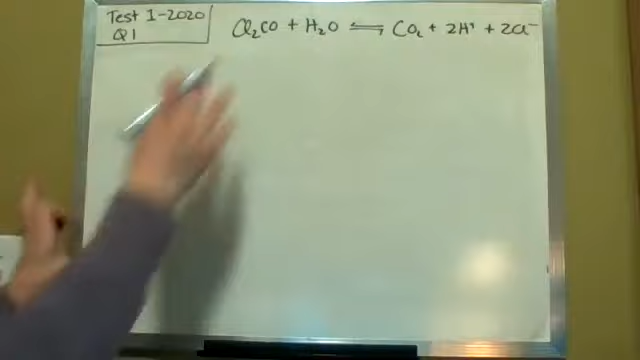 Test 1-2020
Q1
Cl₂CO + H₂O ⇌ CO₂ + 2H⁺ + 2Cl⁻